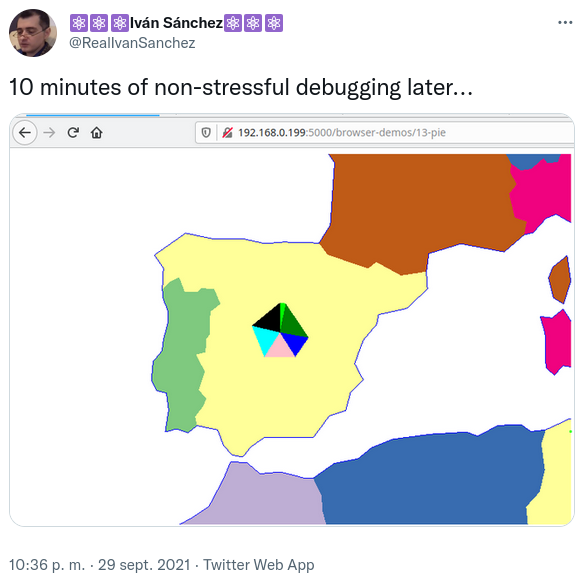 ⚛⚛⚛Iván Sánchez⚛⚛⚛
@RealIvanSanchez
10 minutes of non-stressful debugging later…
192.168.0.199:5000/browser-demos/13-pie
10:36 p. m. · 29 sept. 2021 · Twitter Web App